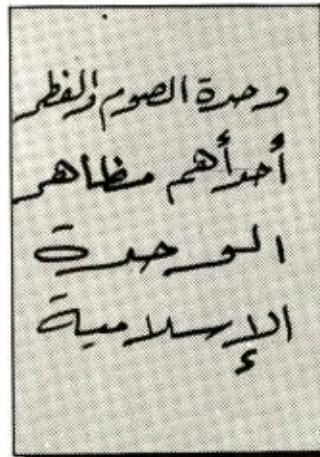 وحدة الصوم والفطر
أحد أهم مظاهر
الوحدة
الإسلامية